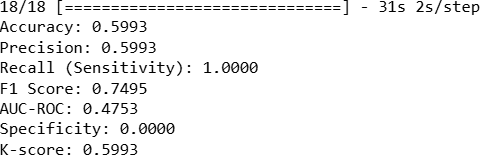 18/18 [==============================] - 31s 2s/step
Accuracy: 0.5993
Precision: 0.5993
Recall (Sensitivity): 1.0000
F1 Score: 0.7495
AUC-ROC: 0.4753
Specificity: 0.0000
K-score: 0.5993